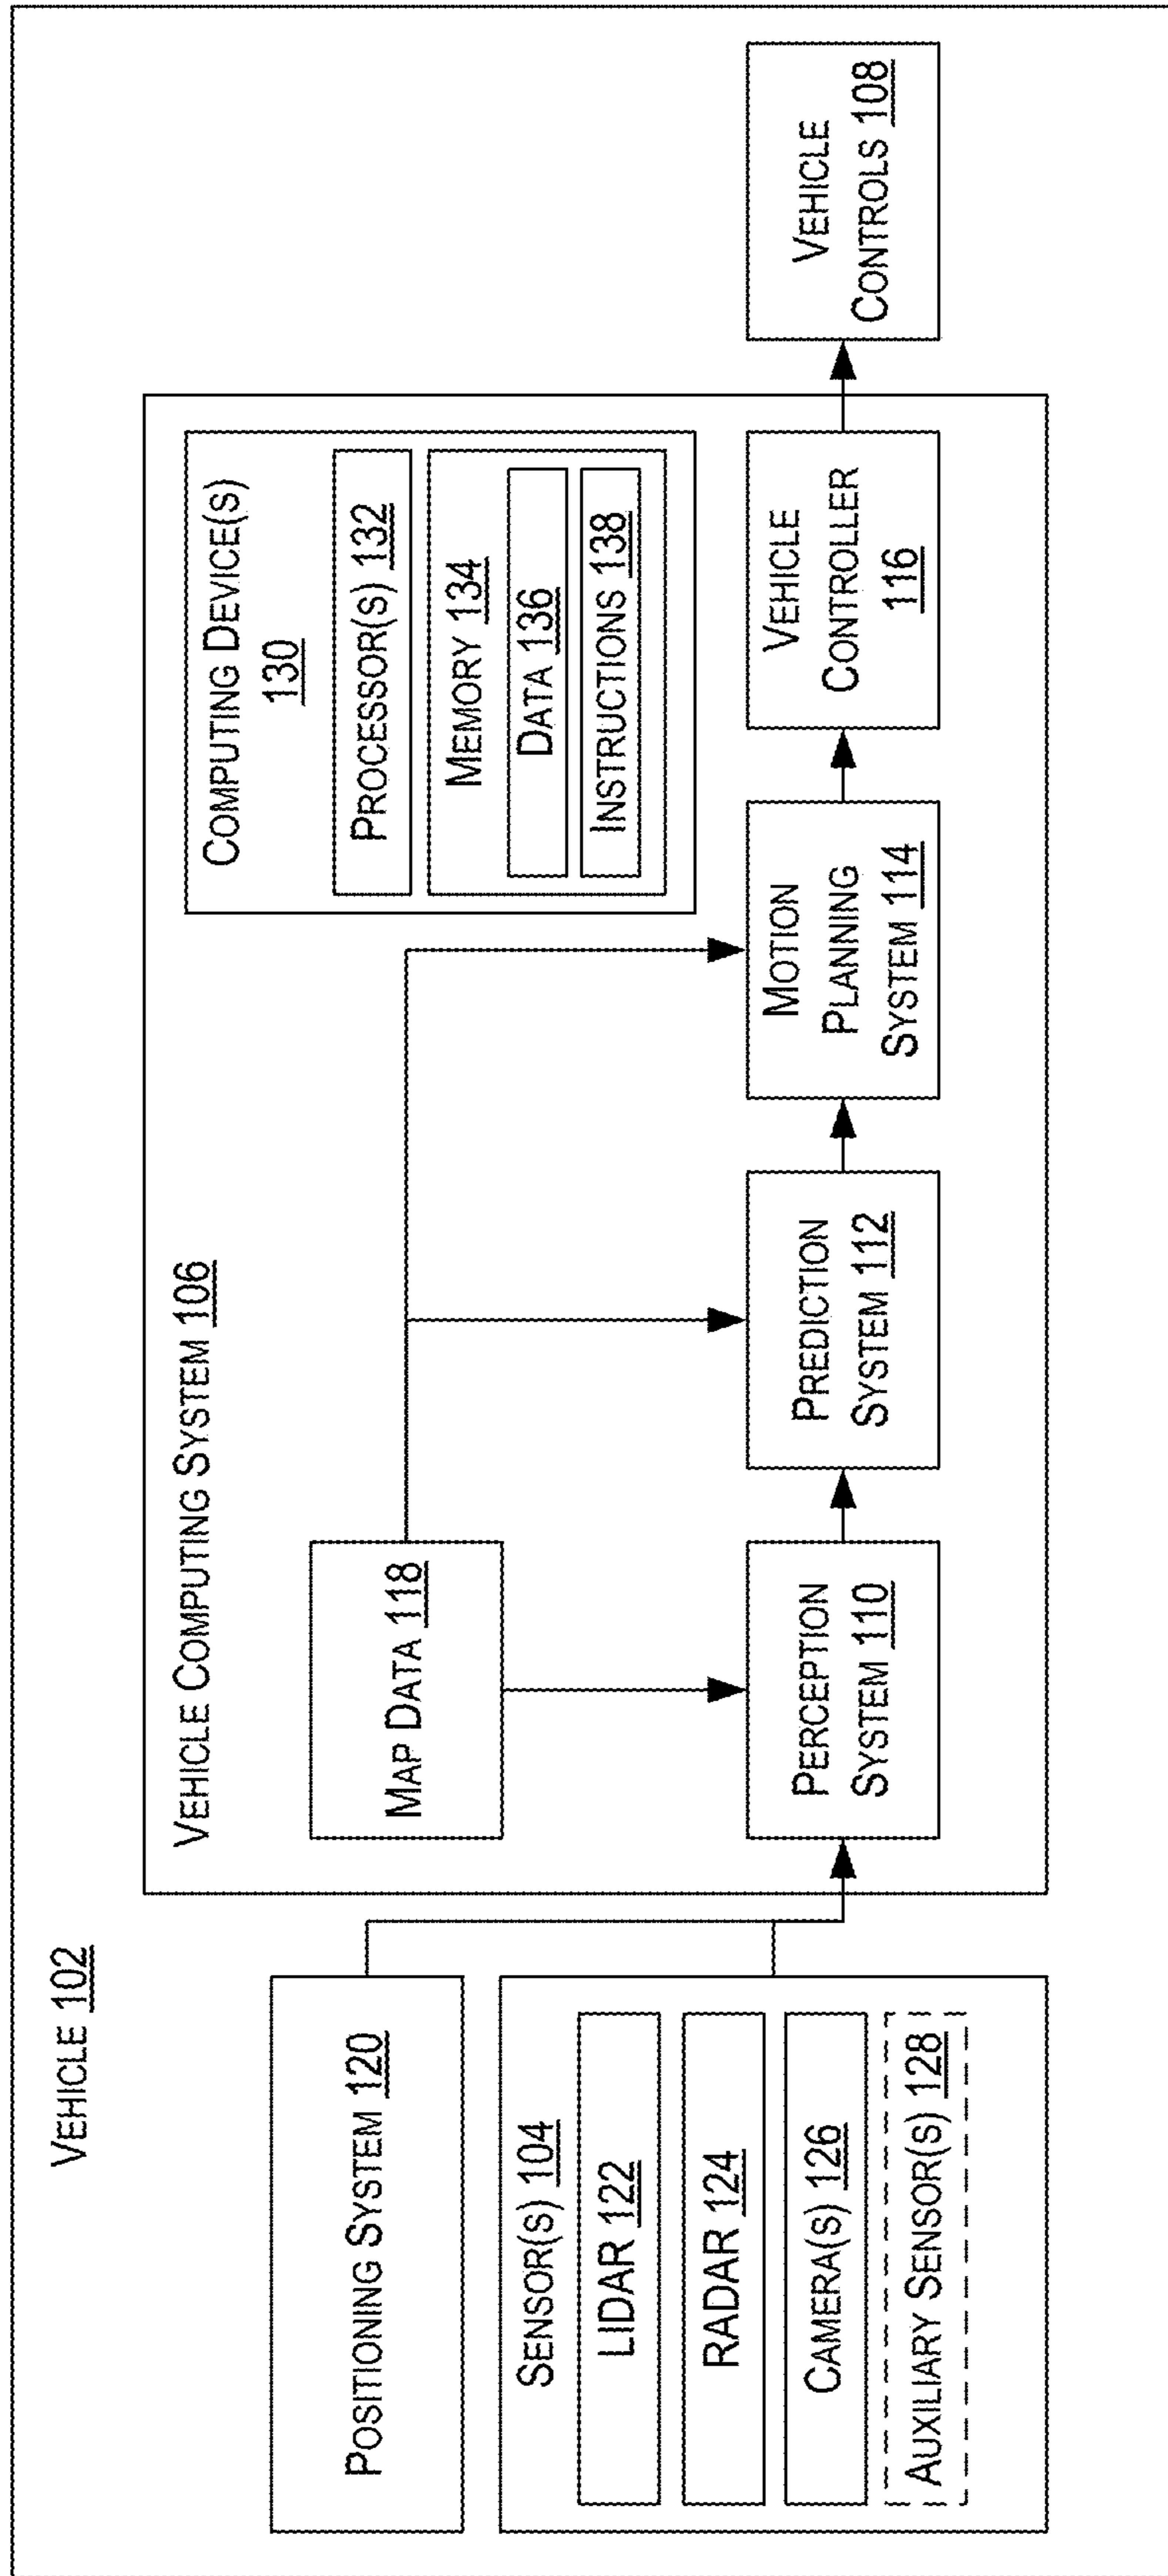 VEHICLE 102
POSITIONING SYSTEM 120
SENSOR(S) 104
LIDAR 122
RADAR 124
CAMERA(S) 126
AUXILIARY SENSOR(S) 128
VEHICLE COMPUTING SYSTEM 106
MAP DATA 118
COMPUTING DEVICE(S)
130
PROCESSOR(S) 132
MEMORY 134
DATA 136
INSTRUCTIONS 138
PERCEPTION
SYSTEM 110
PREDICTION
SYSTEM 112
MOTION
PLANNING
SYSTEM 114
VEHICLE
CONTROLLER
116
VEHICLE
CONTROLS 108